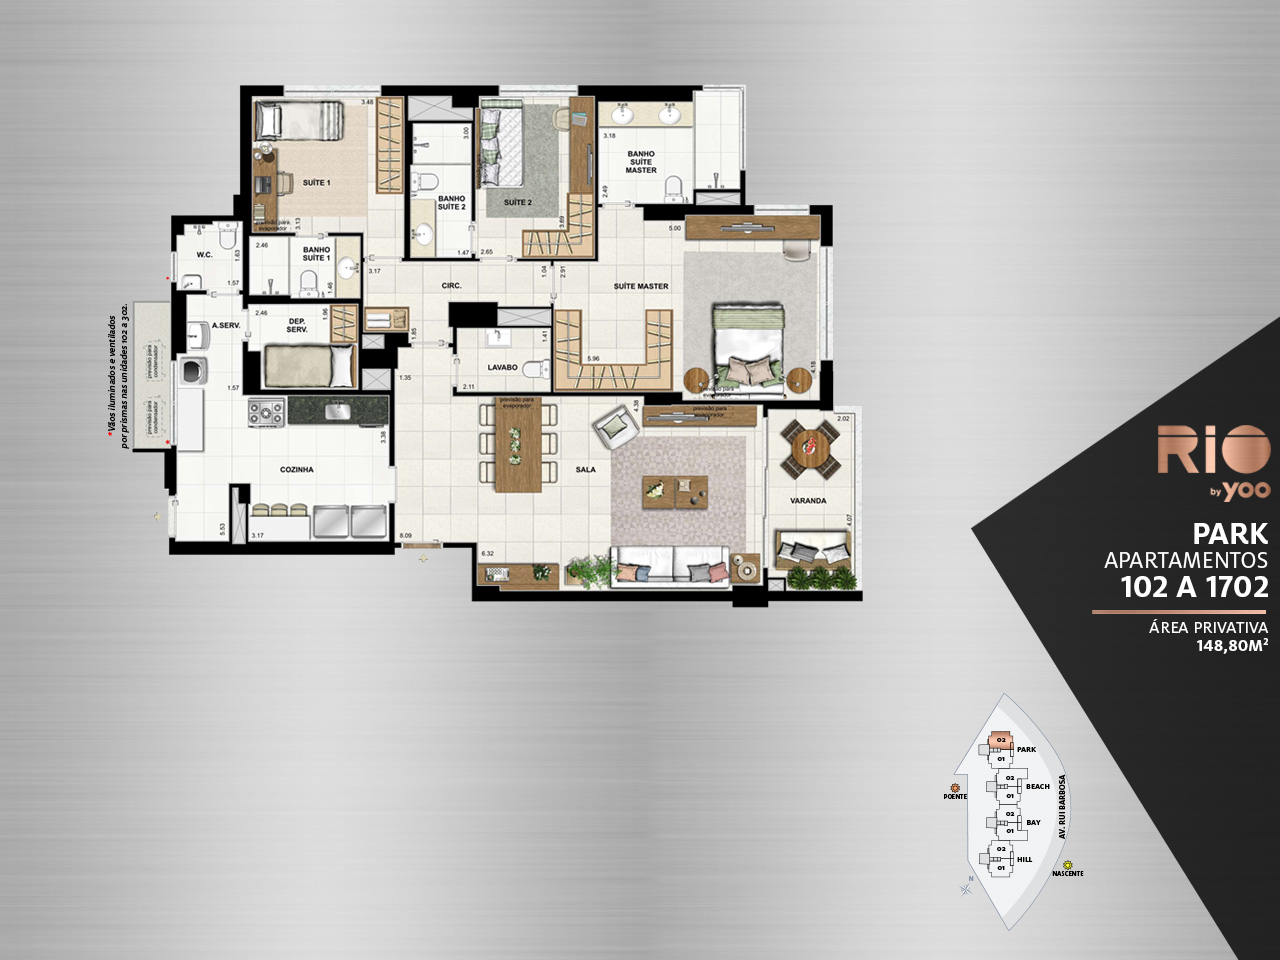 3.48
SUÍTE 1
3.13
previsão para
evaporador
3.00
BANHO
SUÍTE 2
1.47
SUÍTE 2
3.69
2.65
3.18
BANHO
SUÍTE
MASTER
2.49
5.00
W.C.
1.63
1.57
2.46
BANHO
SUÍTE 1
1.46
3.17
CIRC.
1.04
2.91
SUÍTE MASTER
5.96
4.15
previsão para
evaporador
A.SERV.
2.46
DEP.
SERV.
1.96
1.57
1.85
1.35
LAVABO
1.41
2.11
*Vãos iluminados e ventilados
por prismas nas unidades 102 a 302.
previsão para
condensador
previsão para
condensador
*
*
COZINHA
3.38
5.53
3.17
previsão para
evaporador
4.38
previsão para
evaporador
SALA
8.09
6.32
2.02
VARANDA
4.07
RIO
by yoo
PARK
APARTAMENTOS
102 A 1702
ÁREA PRIVATIVA
148,80M²
02
PARK
01
02
BEACH
01
02
BAY
01
02
HILL
01
POENTE
AV. RUI BARBOSA
NASCENTE
N